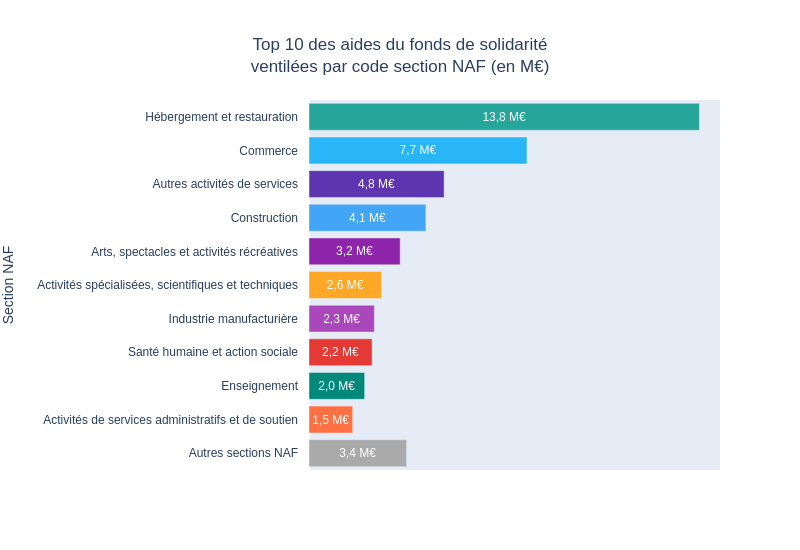 Top 10 des aides du fonds de solidarité
ventilées par code section NAF (en M€)
Section NAF
Hébergement et restauration 13,8 M€
Commerce 7,7 M€
Autres activités de services 4,8 M€
Construction 4,1 M€
Arts, spectacles et activités récréatives 3,2 M€
Activités spécialisées, scientifiques et techniques 2,6 M€
Industrie manufacturière 2,3 M€
Santé humaine et action sociale 2,2 M€
Enseignement 2,0 M€
Activités de services administratifs et de soutien 1,5 M€
Autres sections NAF 3,4 M€